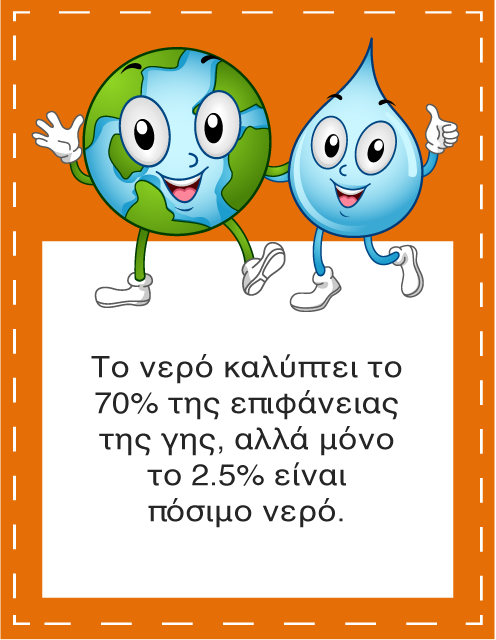 Το νερό καλύπτει το
70% της επιφάνειας
της γης, αλλά μόνο
το 2.5% είναι
πόσιμο νερό.